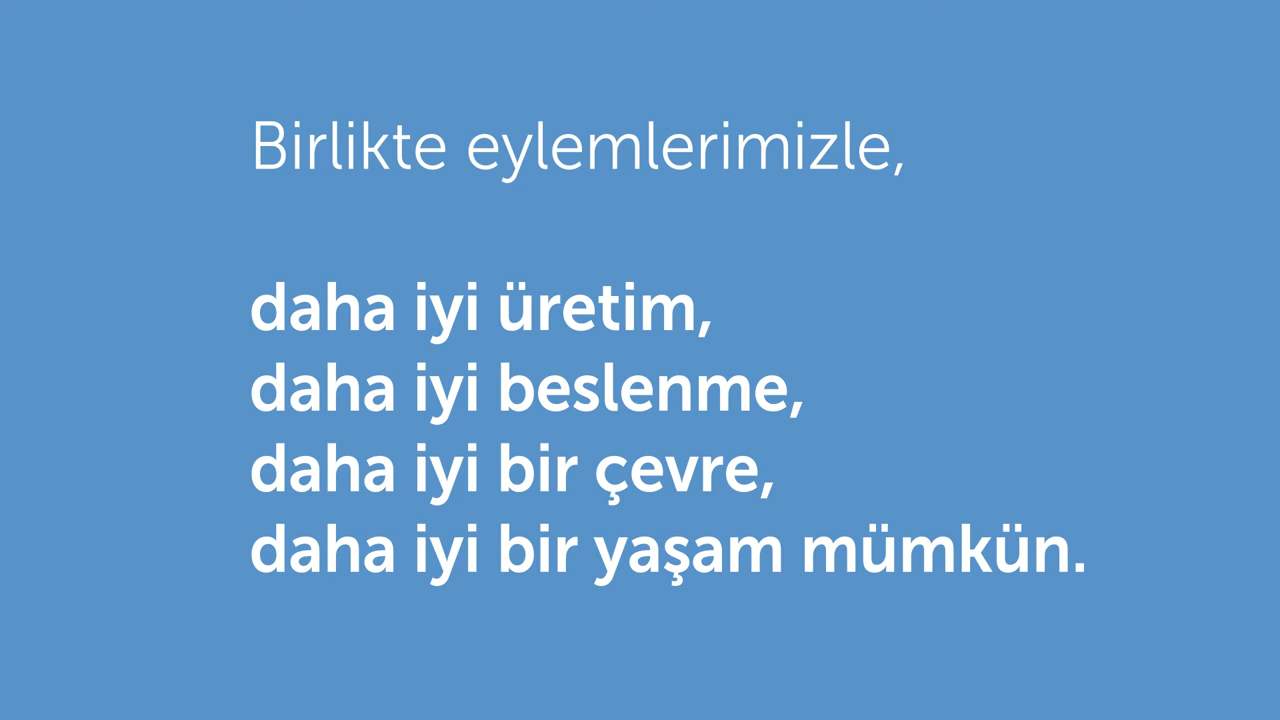 Birlikte eylemlerimizle,
daha iyi üretim,
daha iyi beslenme,
daha iyi bir çevre,
daha iyi bir yaşam mümkün.